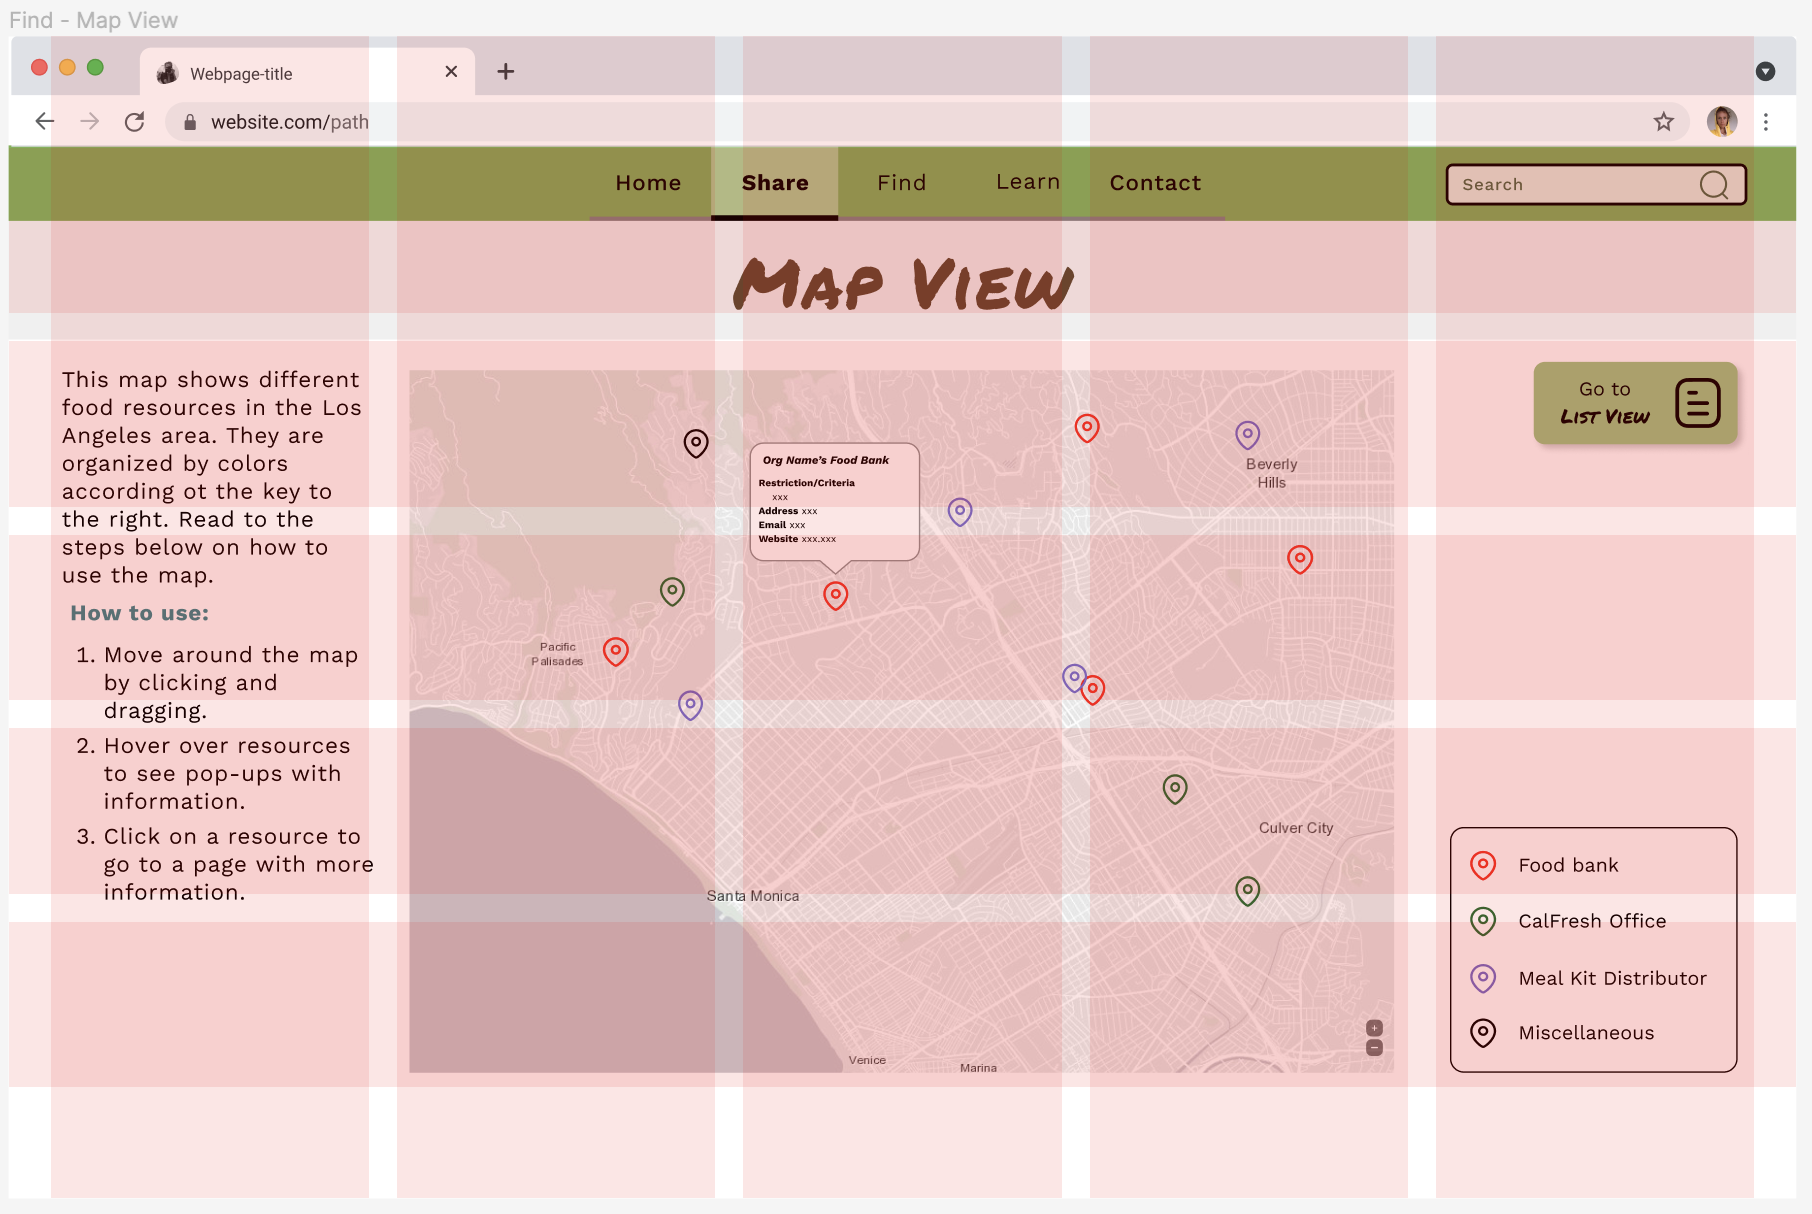 Find - Map View
Webpage-title
website.com/path
Home
Share
Find
Learn
Contact
Search
Map View
This map shows different
food resources in the Los
Angeles area. They are
organized by colors
according ot the key to
the right. Read to the
steps below on how to
use the map.
How to use:
1. Move around the map
by clicking and
dragging.
2. Hover over resources
to see pop-ups with
information.
3. Click on a resource to
go to a page with more
information.
Org Name's Food Bank
Restriction/Criteria
xxx
Address xxx
Email xxx
Website xxx.xxx
Beverly
Hills
Pacific
Palisades
Culver City
Santa Monica
Venice
Marina
+
−
Go to
List View
Food bank
CalFresh Office
Meal Kit Distributor
Miscellaneous